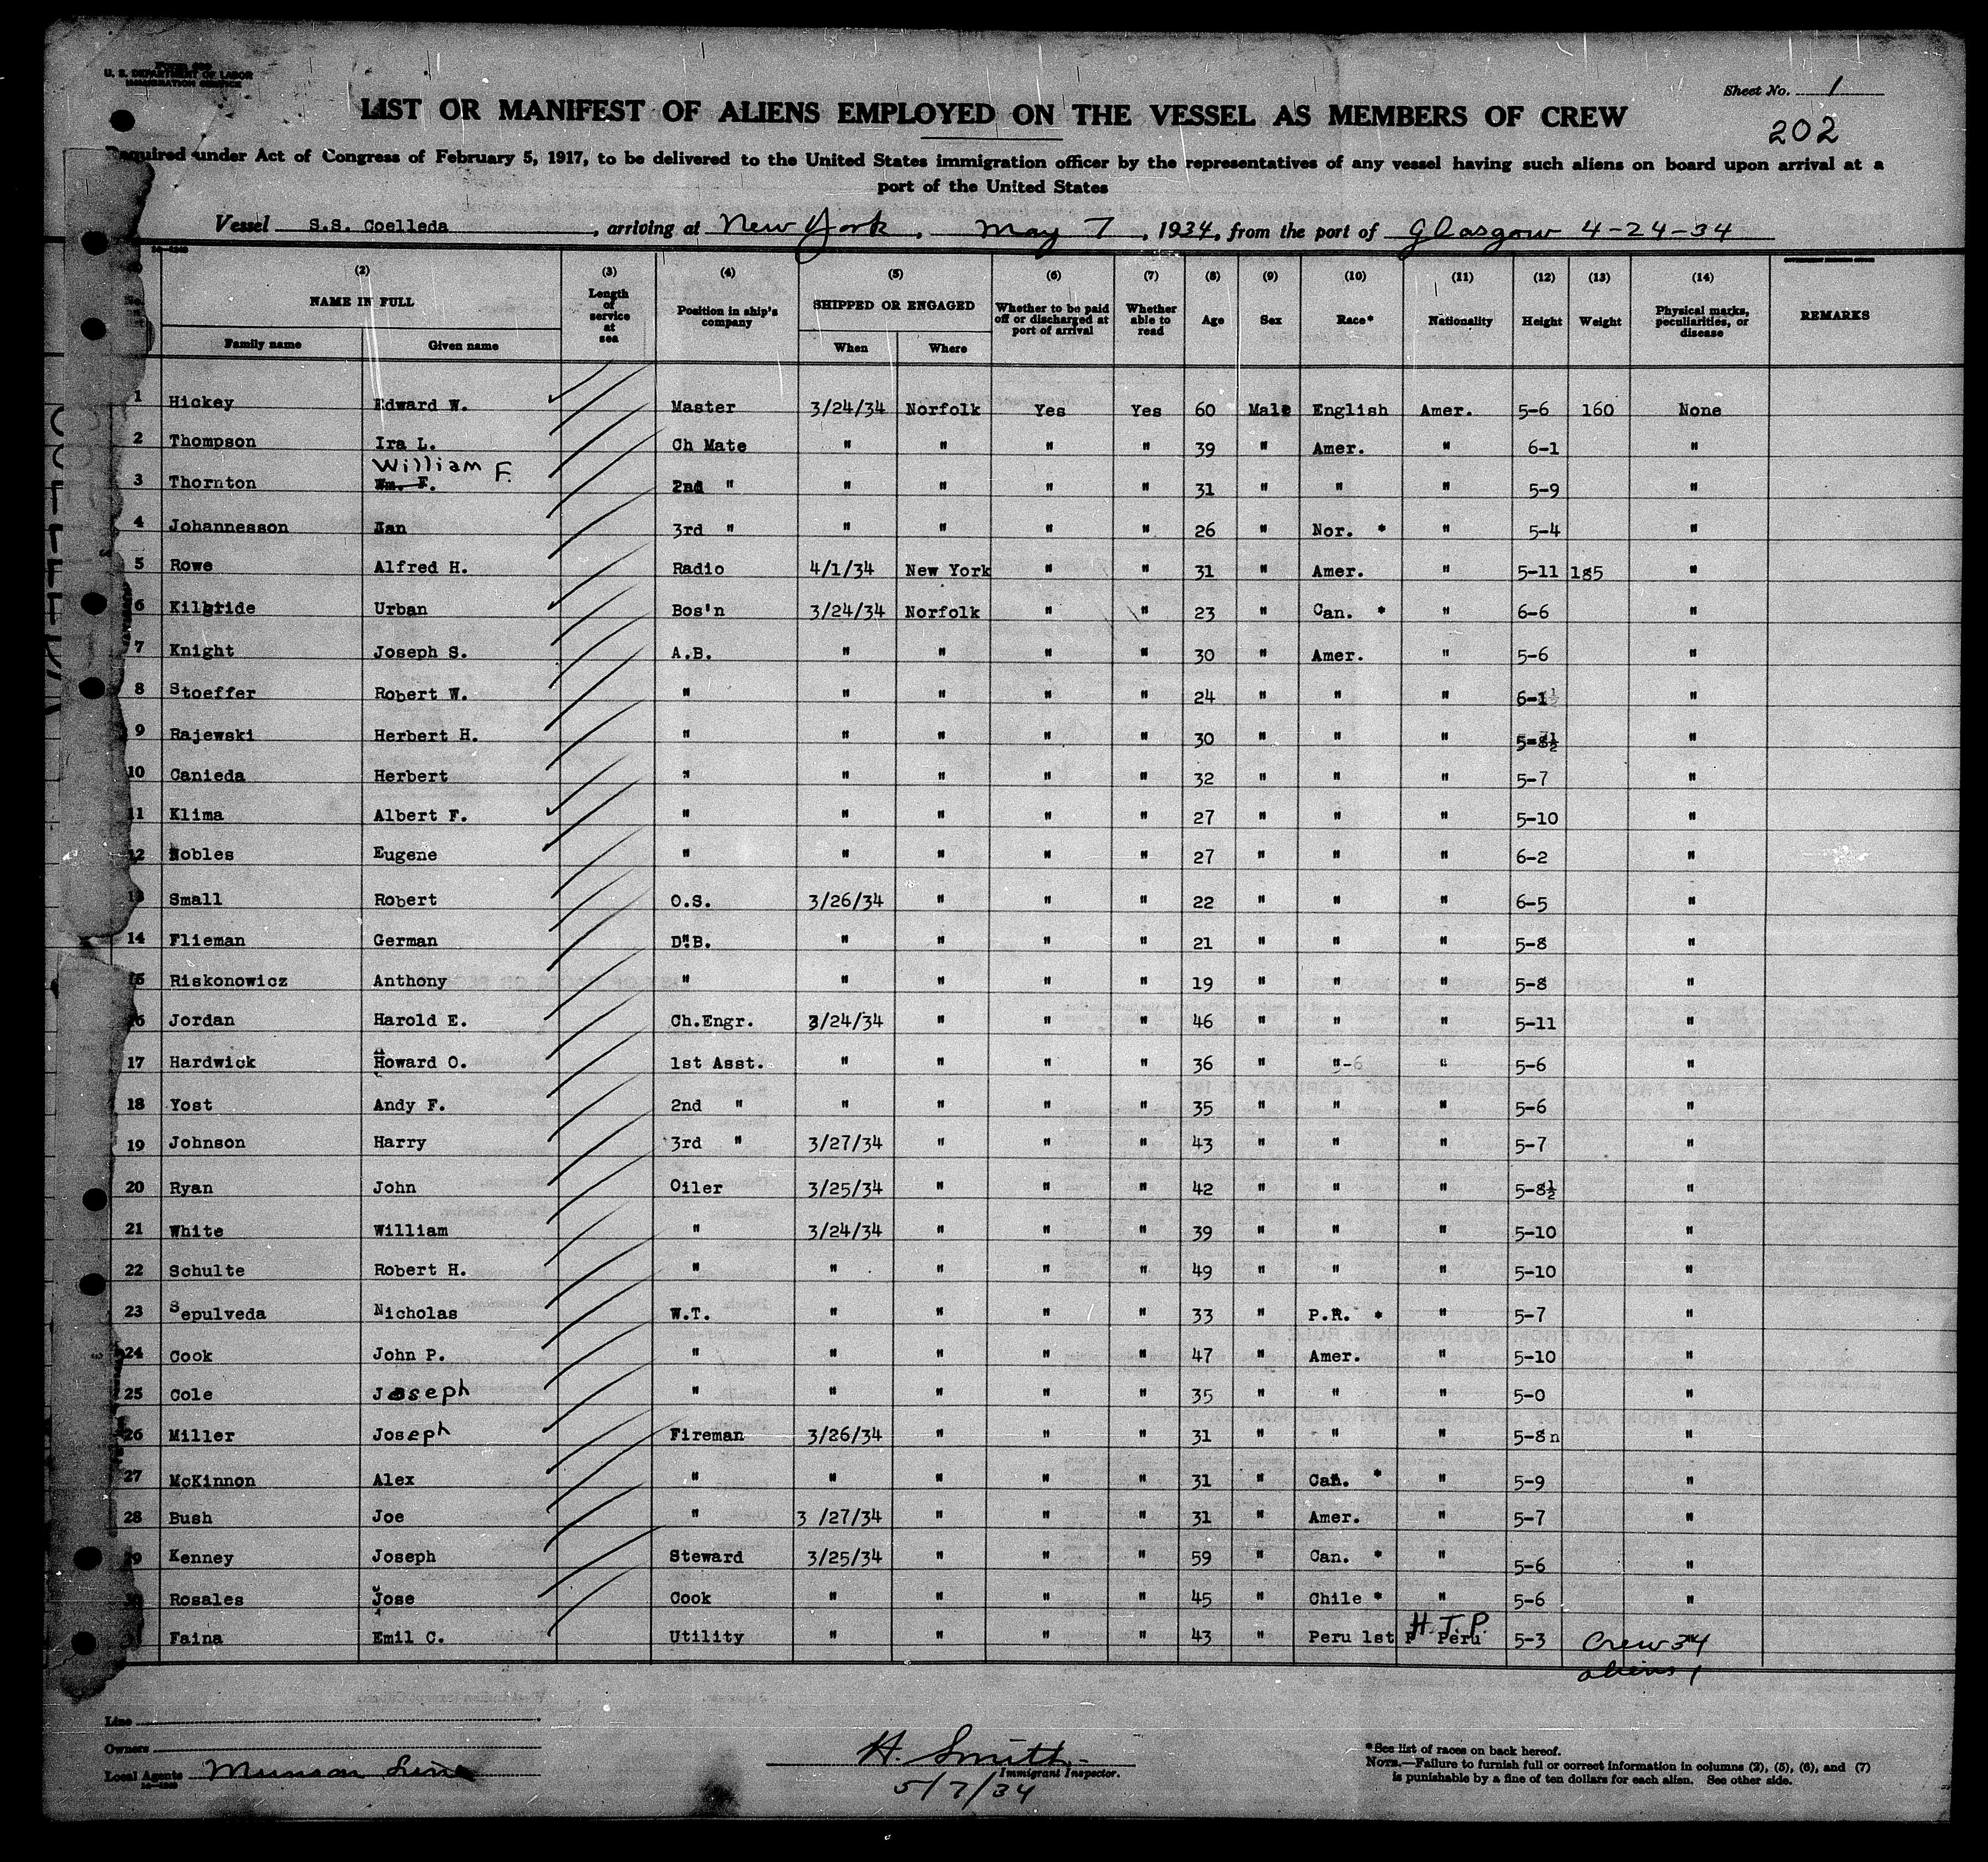 U. S. DEPARTMENT OF LABOR
IMMIGRATION SERVICE
Sheet No. 1
LIST OR MANIFEST OF ALIENS EMPLOYED ON THE VESSEL AS MEMBERS OF CREW
202
Required under Act of Congress of February 5, 1917, to be delivered to the United States immigration officer by the representatives of any vessel having such aliens on board upon arrival at a
port of the United States
Vessel S.S. Coelleda, arriving at New York, May 7, 1934, from the port of Glasgow 4-24-34
(2) (3) (4) (5) (6) (7) (8) (9) (10) (11) (12) (13) (14)
No. NAME IN FULL Length of service at sea Position in ship's company SHIPPED OR ENGAGED Whether to be paid off or discharged at port of arrival Whether able to read Age Sex Race* Nationality Height Weight Physical marks, peculiarities, or disease REMARKS
Family name Given name When Where
1 Hickey Edward W. Master 3/24/34 Norfolk Yes Yes 60 Male English Amer. 5-6 160 None
2 Thompson Ira L. Ch Mate " " " " 39 " Amer. " 6-1 "
William F.
3 Thornton Wm. F. 2nd " " " " " 31 " " " 5-9 "
4 Johannesson Dan 3rd " " " " " 26 " Nor. * " 5-4 "
5 Rowe Alfred H. Radio 4/1/34 New York " " 31 " Amer. " 5-11 185 "
6 Kilbride Urban Bos'n 3/24/34 Norfolk " " 23 " Can. * " 6-6 "
7 Knight Joseph S. A.B. " " " " 30 " Amer. " 5-6 "
8 Stoeffer Robert W. " " " " " 24 " " " 6-1½ "
9 Rajewski Herbert H. " " " " " 30 " " " 5-8½ "
10 Canieda Herbert " " " " " 32 " " " 5-7 "
11 Klima Albert F. " " " " " 27 " " " 5-10 "
12 Nobles Eugene " " " " " 27 " " " 6-2 "
13 Small Robert O.S. 3/26/34 " " " 22 " " " 6-5 "
14 Flieman German D"B. " " " " 21 " " " 5-8 "
15 Riskonowicz Anthony " " " " " 19 " " " 5-8 "
16 Jordan Harold E. Ch.Engr. 3/24/34 " " " 46 " " " 5-11 "
17 Hardwick Howard O. 1st Asst. " " " " 36 " " " 5-6 "
18 Yost Andy F. 2nd " " " " " 35 " " " 5-6 "
19 Johnson Harry 3rd " 3/27/34 " " " 43 " " " 5-7 "
20 Ryan John Oiler 3/25/34 " " " 42 " " " 5-8½ "
21 White William " 3/24/34 " " " 39 " " " 5-10 "
22 Schulte Robert H. " " " " " 49 " " " 5-10 "
23 Sepulveda Nicholas W.T. " " " " 33 " P.R. * " 5-7 "
24 Cook John P. " " " " " 47 " Amer. " 5-10 "
25 Cole Joseph " " " " " 35 " " " 5-0 "
26 Miller Joseph Fireman 3/26/34 " " " 31 " " " 5-8 n "
27 McKinnon Alex " " " " " 31 " Can. * " 5-9 "
28 Bush Joe " 3 /27/34 " " " 31 " Amer. " 5-7 "
29 Kenney Joseph Steward 3/25/34 " " " 59 " Can. * " 5-6 "
30 Rosales Jose Cook " " " " 45 " Chile * " 5-6 "
H.T.P.
Faina Emil C. Utility " " " " 43 " Peru 1st P Peru 5-3 Crew 34
aliens 1
Line
Owners
Local Agents Munson Line
H. Smith
Immigrant Inspector.
5/7/34
*See list of races on back hereof.
NOTE.—Failure to furnish full or correct information in columns (2), (5), (6), and (7)
is punishable by a fine of ten dollars for each alien. See other side.